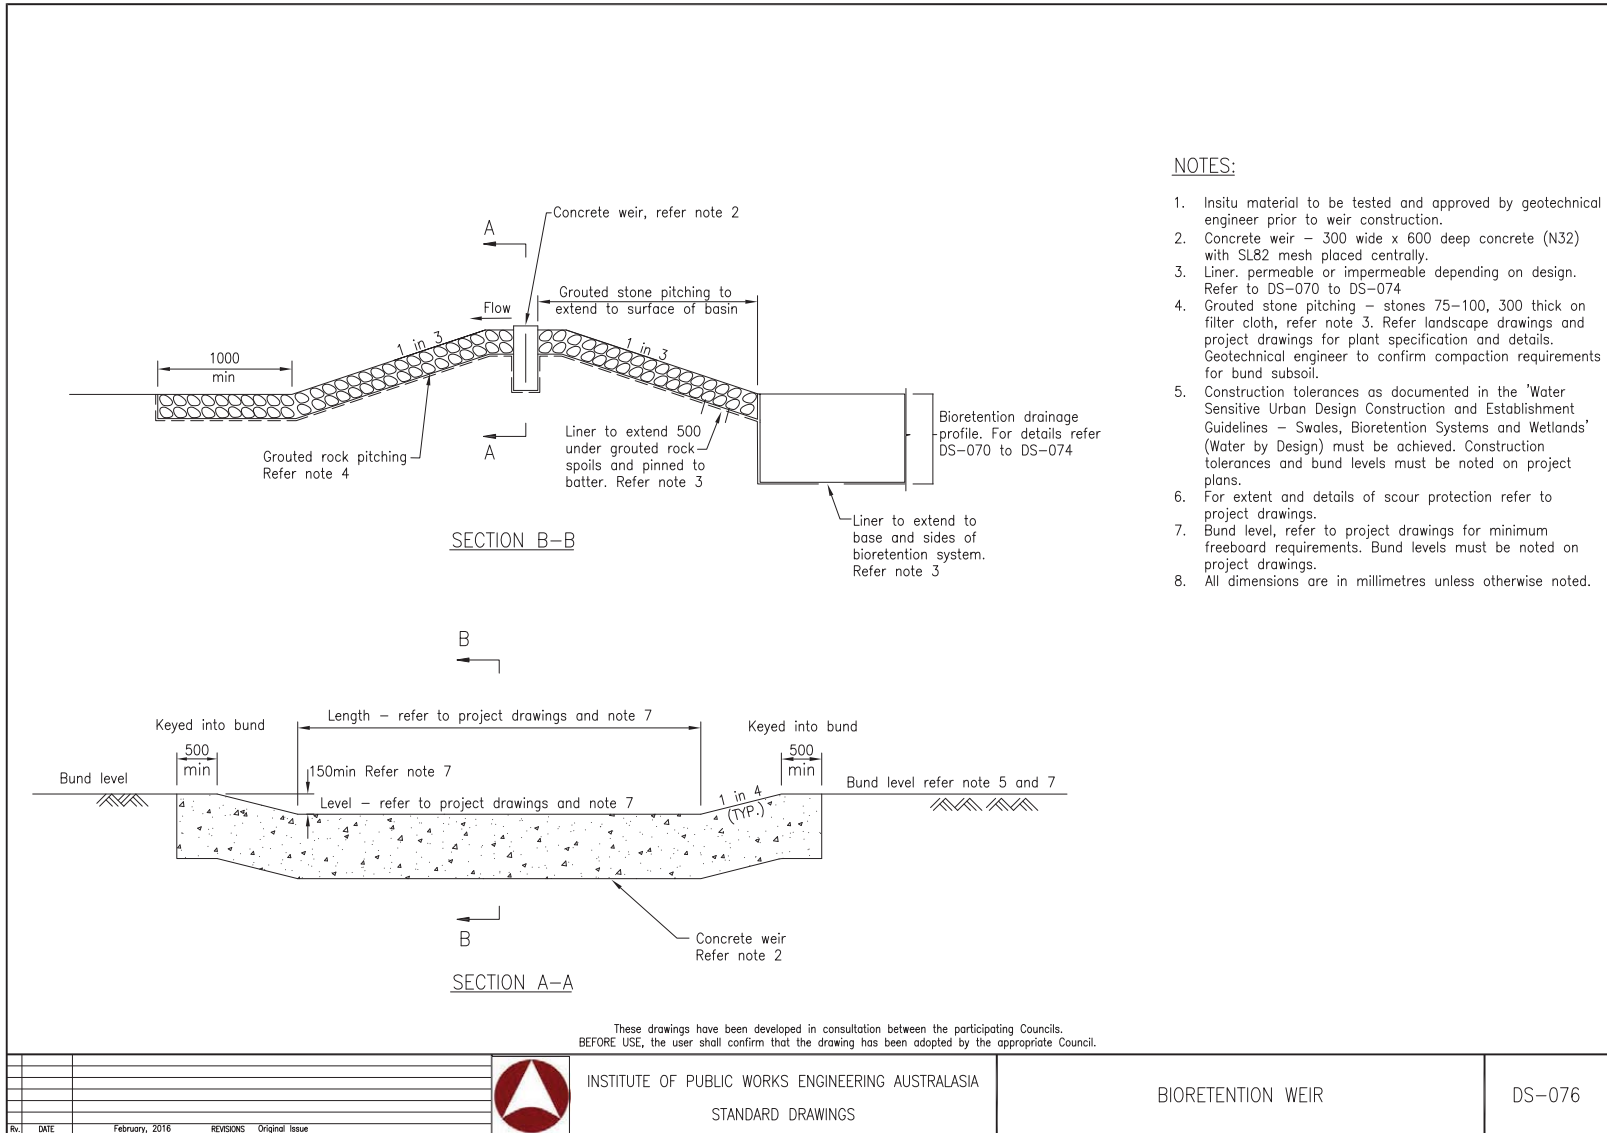 Concrete weir, refer note 2
A
Grouted stone pitching to
extend to surface of basin
Flow
1 in 3
1 in 3
1000
min
Grouted rock pitching
Refer note 4
A
Liner to extend 500
under grouted rock
spoils and pinned to
batter. Refer note 3
Bioretention drainage
profile. For details refer
DS-070 to DS-074
Liner to extend to
base and sides of
bioretention system.
Refer note 3
SECTION B-B
NOTES:
1. Insitu material to be tested and approved by geotechnical
engineer prior to weir construction.
2. Concrete weir – 300 wide x 600 deep concrete (N32)
with SL82 mesh placed centrally.
3. Liner. permeable or impermeable depending on design.
Refer to DS-070 to DS-074
4. Grouted stone pitching – stones 75-100, 300 thick on
filter cloth, refer note 3. Refer landscape drawings and
project drawings for plant specification and details.
Geotechnical engineer to confirm compaction requirements
for bund subsoil.
5. Construction tolerances as documented in the 'Water
Sensitive Urban Design Construction and Establishment
Guidelines – Swales, Bioretention Systems and Wetlands'
(Water by Design) must be achieved. Construction
tolerances and bund levels must be noted on project
plans.
6. For extent and details of scour protection refer to
project drawings.
7. Bund level, refer to project drawings for minimum
freeboard requirements. Bund levels must be noted on
project drawings.
8. All dimensions are in millimetres unless otherwise noted.
B
Keyed into bund
Length – refer to project drawings and note 7
Keyed into bund
500
min
500
min
Bund level
150min Refer note 7
Level – refer to project drawings and note 7
1 in 4
(TYP.)
Bund level refer note 5 and 7
B
Concrete weir
Refer note 2
SECTION A-A
These drawings have been developed in consultation between the participating Councils.
BEFORE USE, the user shall confirm that the drawing has been adopted by the appropriate Council.
INSTITUTE OF PUBLIC WORKS ENGINEERING AUSTRALASIA
STANDARD DRAWINGS
BIORETENTION WEIR
DS-076
Rv. DATE February, 2016 REVISIONS Original Issue